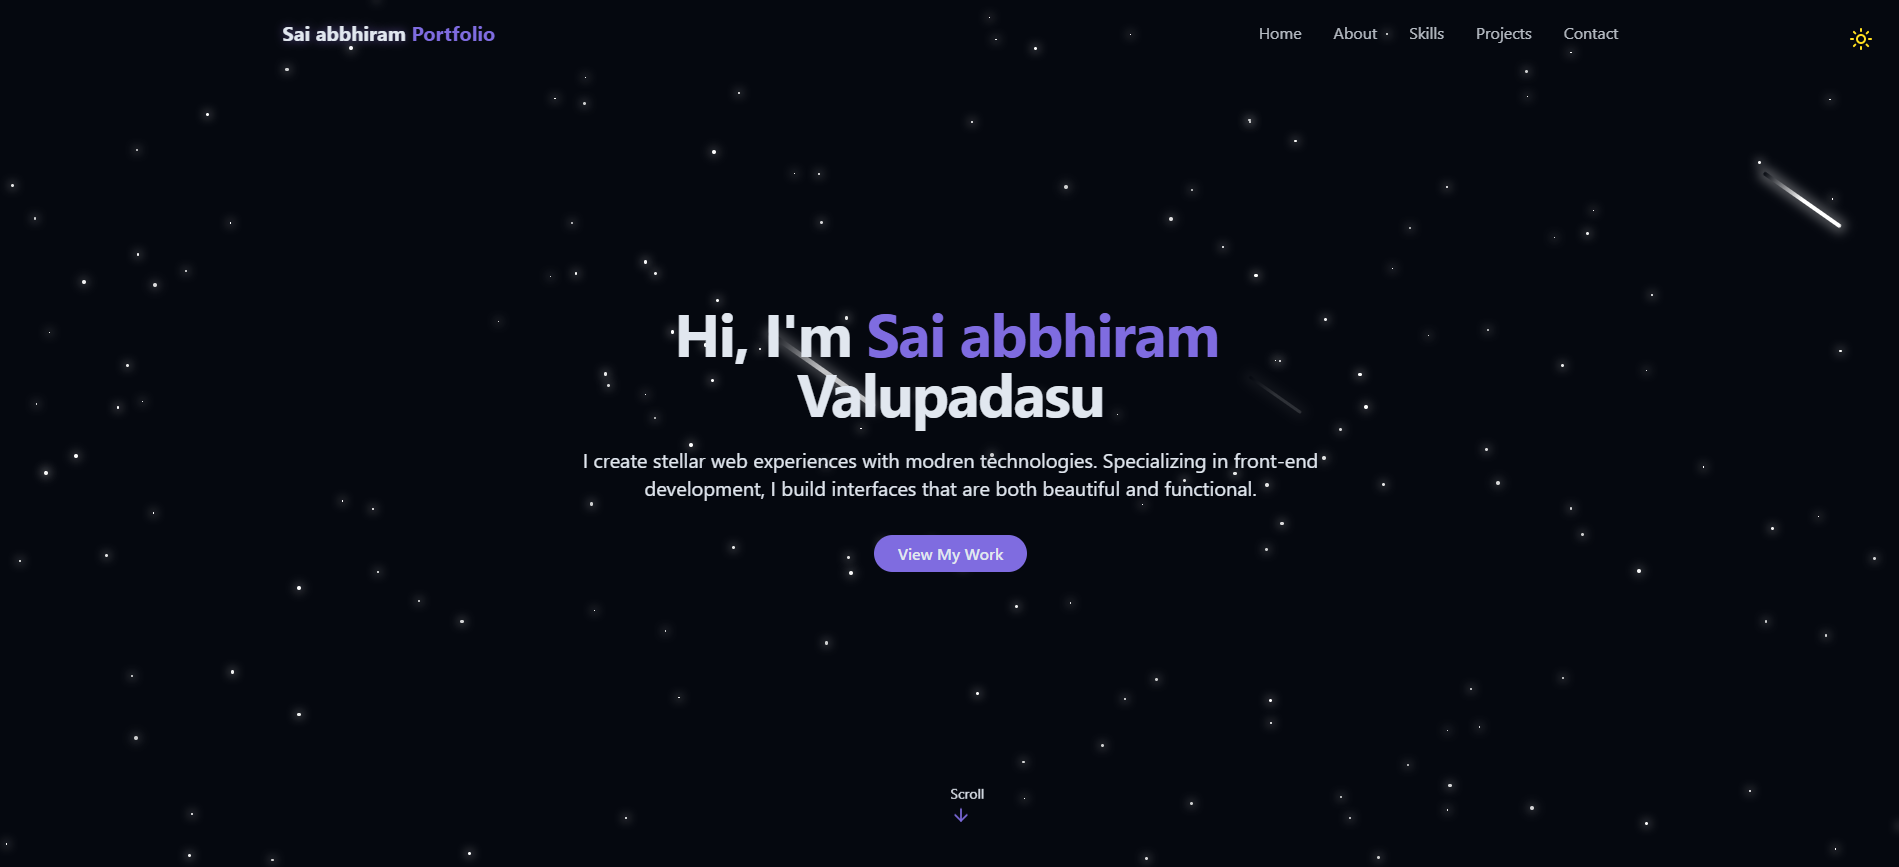 Sai abbhiram Portfolio
Home About Skills Projects Contact
Hi, I'm Sai abbhiram
Valupadasu
I create stellar web experiences with modren technologies. Specializing in front-end
development, I build interfaces that are both beautiful and functional.
View My Work
Scroll